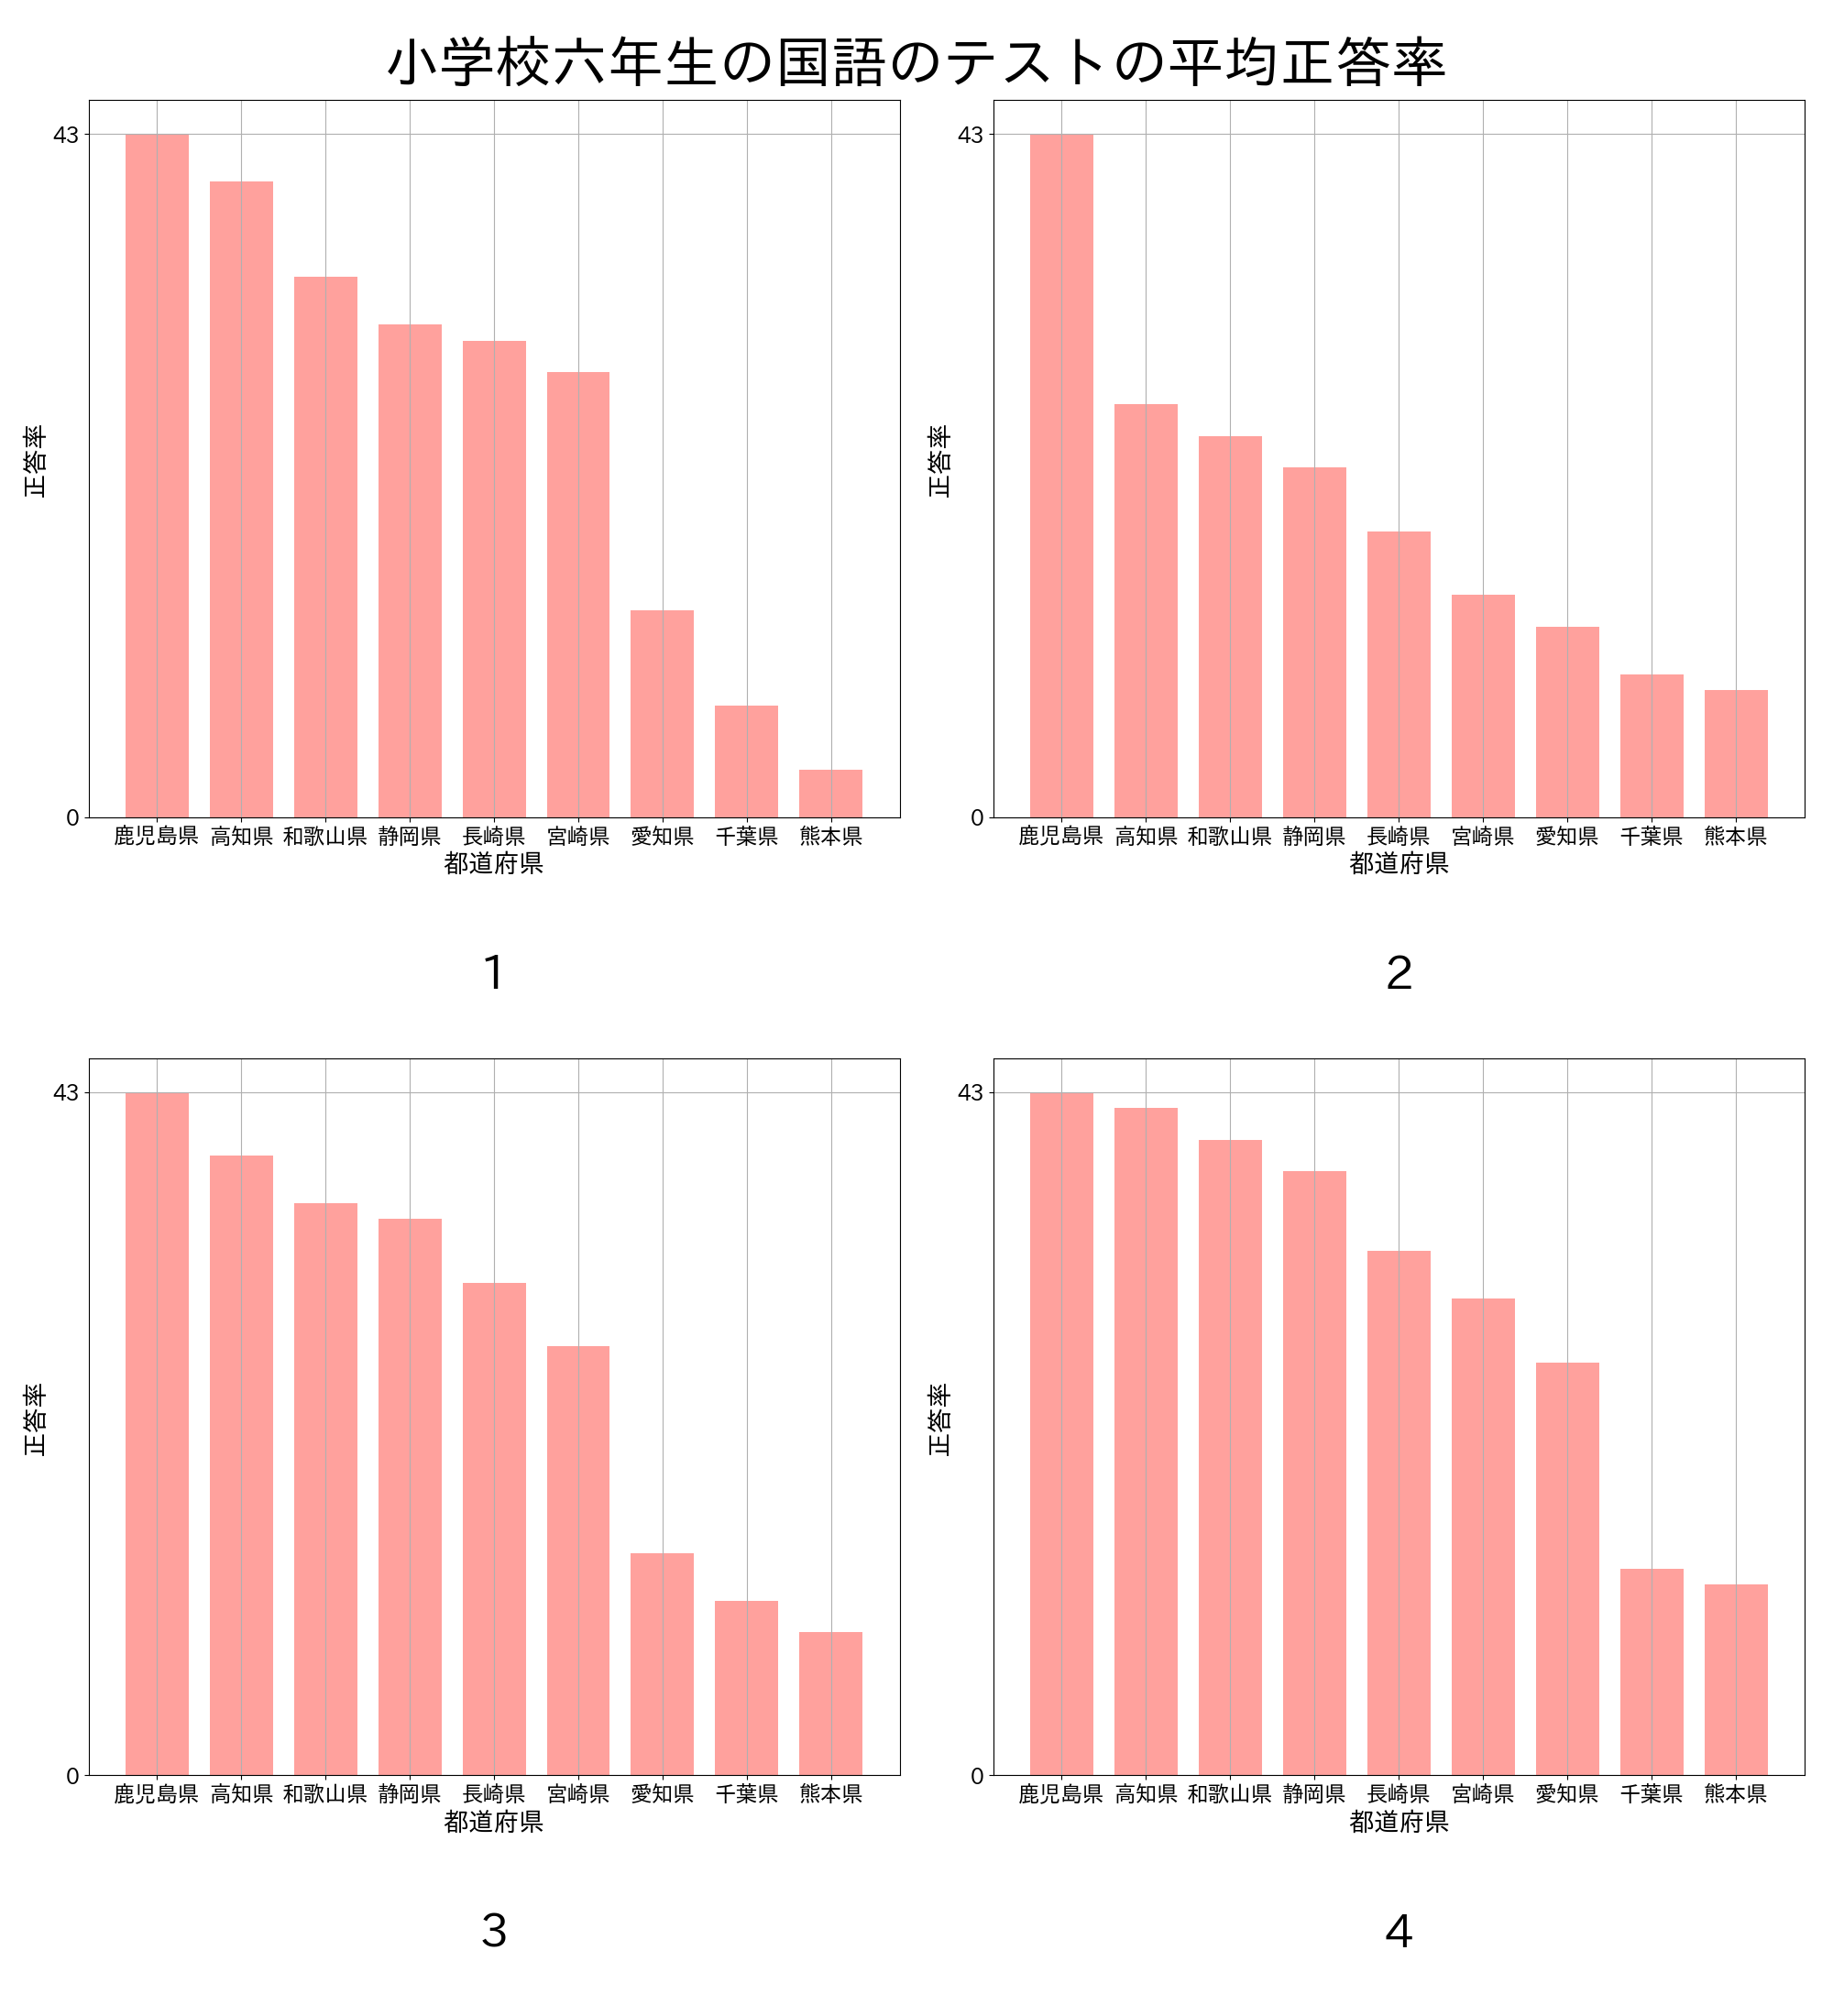 小学校六年生の国語のテストの平均正答率
43
0
正答率
鹿児島県 高知県 和歌山県 静岡県 長崎県 宮崎県 愛知県 千葉県 熊本県
都道府県
1
43
0
正答率
鹿児島県 高知県 和歌山県 静岡県 長崎県 宮崎県 愛知県 千葉県 熊本県
都道府県
2
43
0
正答率
鹿児島県 高知県 和歌山県 静岡県 長崎県 宮崎県 愛知県 千葉県 熊本県
都道府県
3
43
0
正答率
鹿児島県 高知県 和歌山県 静岡県 長崎県 宮崎県 愛知県 千葉県 熊本県
都道府県
4